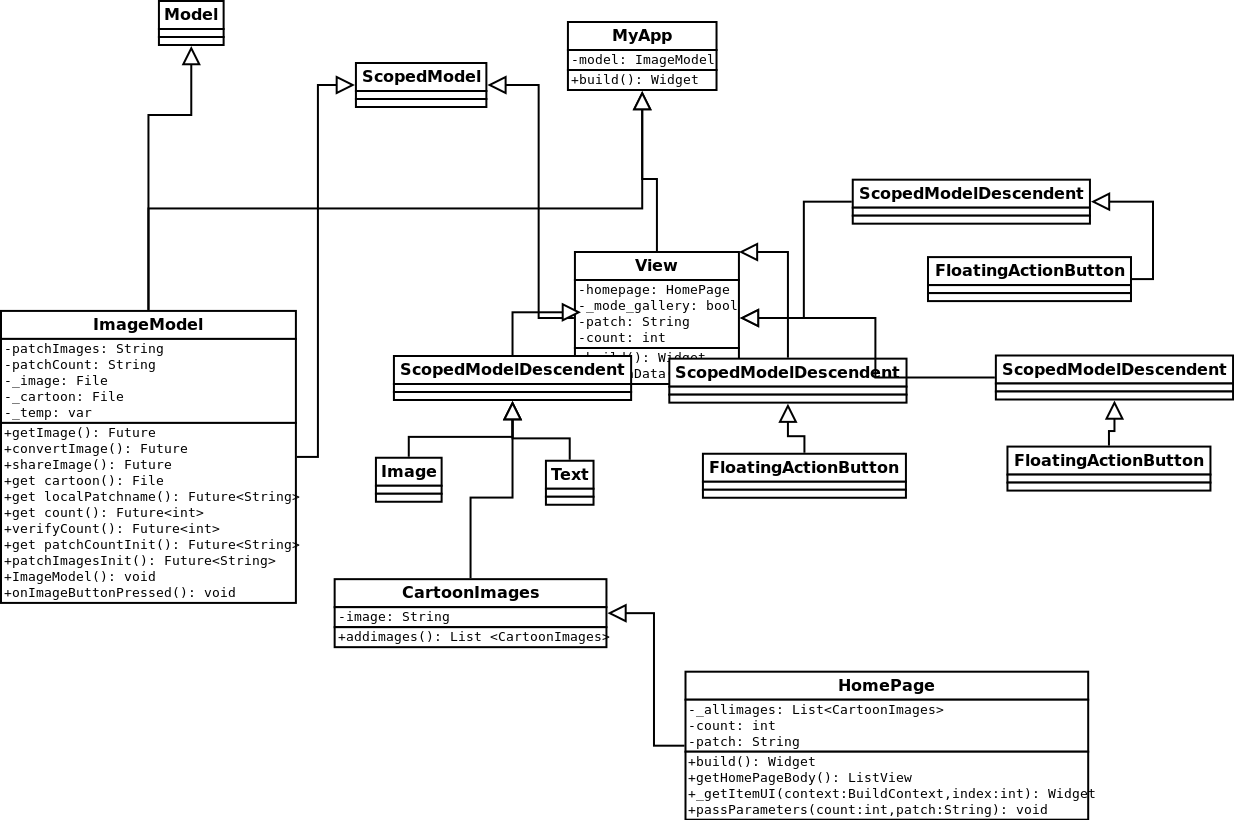 Model
MyApp
-model: ImageModel
+build(): Widget
ScopedModel
ScopedModelDescendent
FloatingActionButton
View
-homepage: HomePage
-_mode_gallery: bool
-patch: String
-count: int
build(): Widget
Data
ImageModel
-patchImages: String
-patchCount: String
-_image: File
-_cartoon: File
-_temp: var
+getImage(): Future
+convertImage(): Future
+shareImage(): Future
+get cartoon(): File
+get localPatchname(): Future<String>
+get count(): Future<int>
+verifyCount(): Future<int>
+get patchCountInit(): Future<String>
+patchImagesInit(): Future<String>
+ImageModel(): void
+onImageButtonPressed(): void
ScopedModelDescendent
ScopedModelDescendent
ScopedModelDescendent
Image
Text
FloatingActionButton
FloatingActionButton
CartoonImages
-image: String
+addimages(): List <CartoonImages>
HomePage
-_allimages: List<CartoonImages>
-count: int
-patch: String
+build(): Widget
+getHomePageBody(): ListView
+_getItemUI(context:BuildContext,index:int): Widget
+passParameters(count:int,patch:String): void